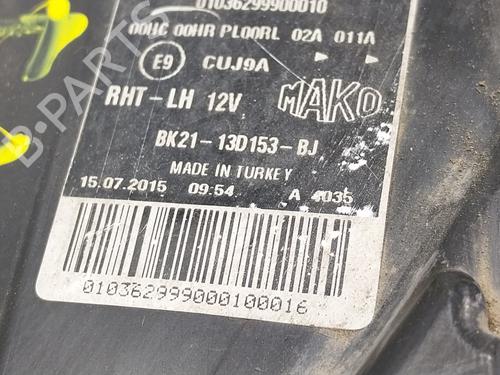 01036299900010
00HC 00HR PL00RL 02A 011A
E9 CUJ9A
RHT-LH 12V MAKO
BK21-13D153-BJ
MADE IN TURKEY
15.07.2015 09:54 A 4035
010362999000100016
B-PARTS